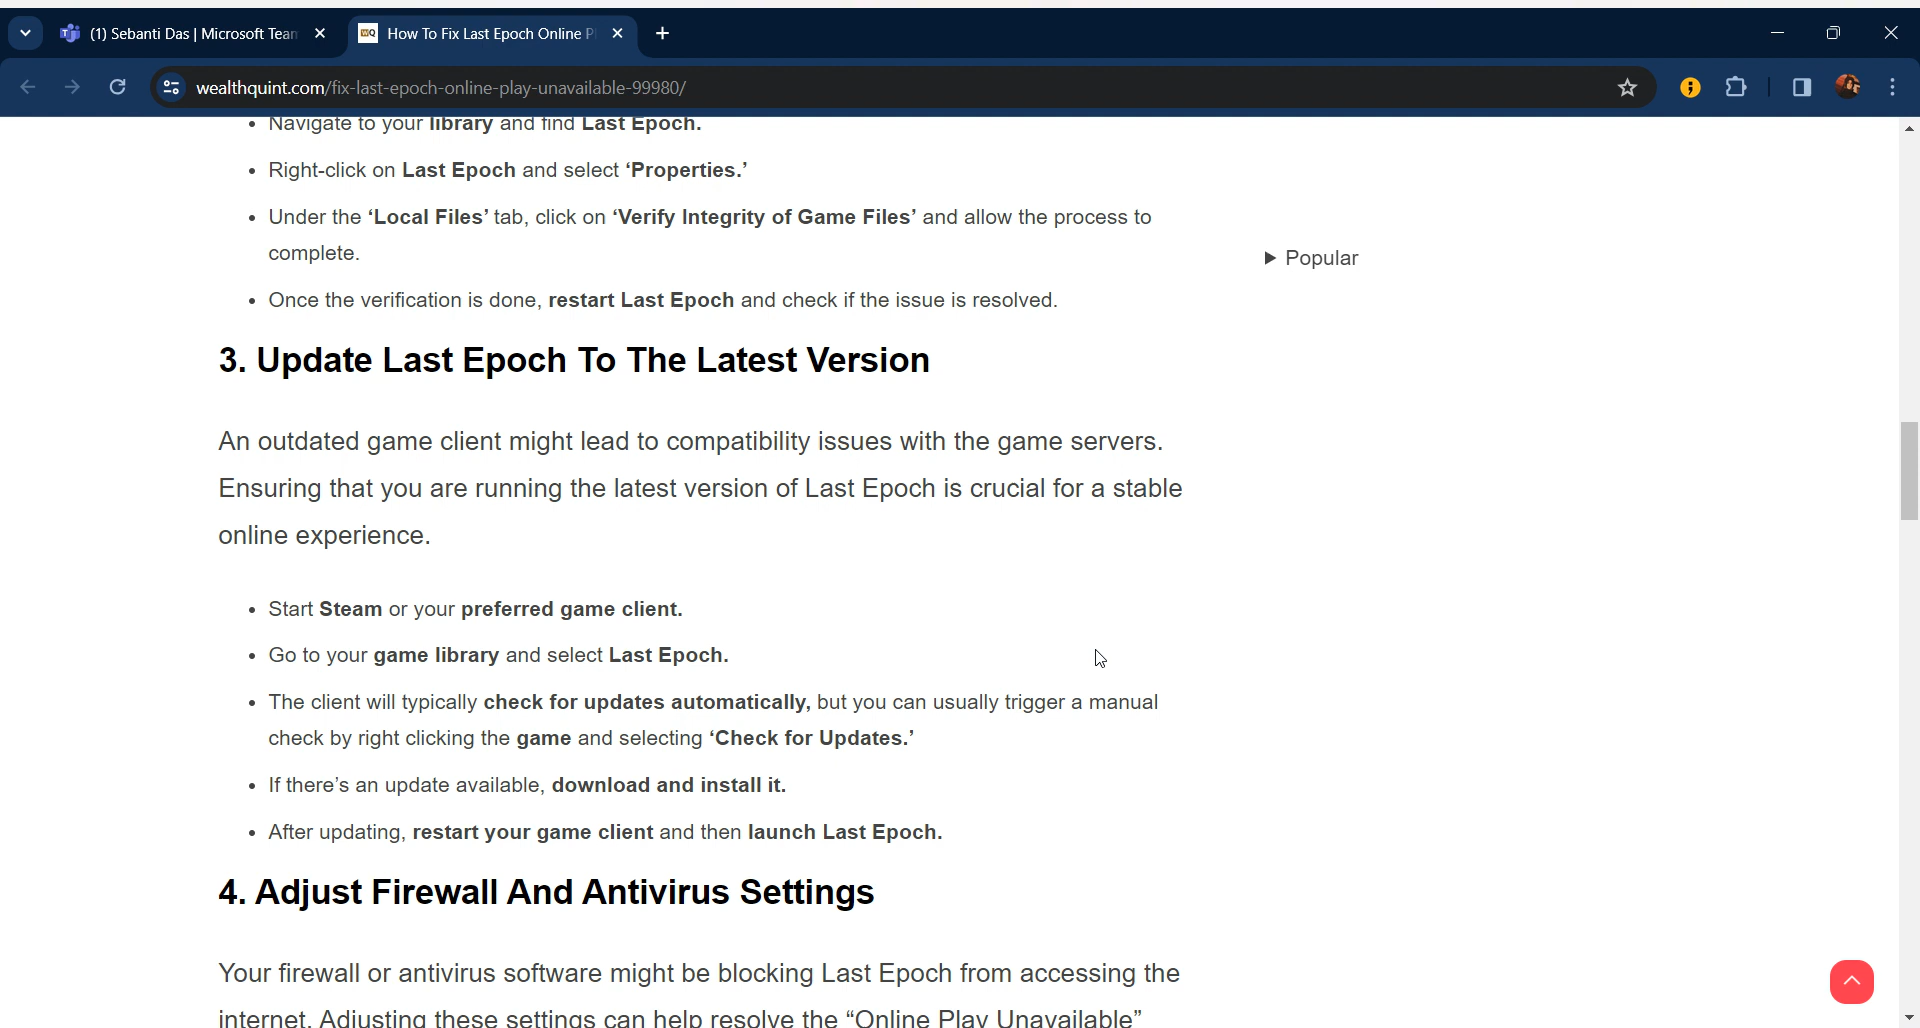 (1) Sebanti Das | Microsoft Team
WQ How To Fix Last Epoch Online P
wealthquint.com/fix-last-epoch-online-play-unavailable-99980/
• Navigate to your library and find Last Epoch.
• Right-click on Last Epoch and select ‘Properties.’
• Under the ‘Local Files’ tab, click on ‘Verify Integrity of Game Files’ and allow the process to
complete.
▶ Popular
• Once the verification is done, restart Last Epoch and check if the issue is resolved.
3. Update Last Epoch To The Latest Version
An outdated game client might lead to compatibility issues with the game servers.
Ensuring that you are running the latest version of Last Epoch is crucial for a stable
online experience.
• Start Steam or your preferred game client.
• Go to your game library and select Last Epoch.
• The client will typically check for updates automatically, but you can usually trigger a manual
check by right clicking the game and selecting ‘Check for Updates.’
• If there’s an update available, download and install it.
• After updating, restart your game client and then launch Last Epoch.
4. Adjust Firewall And Antivirus Settings
Your firewall or antivirus software might be blocking Last Epoch from accessing the
internet. Adjusting these settings can help resolve the “Online Play Unavailable”